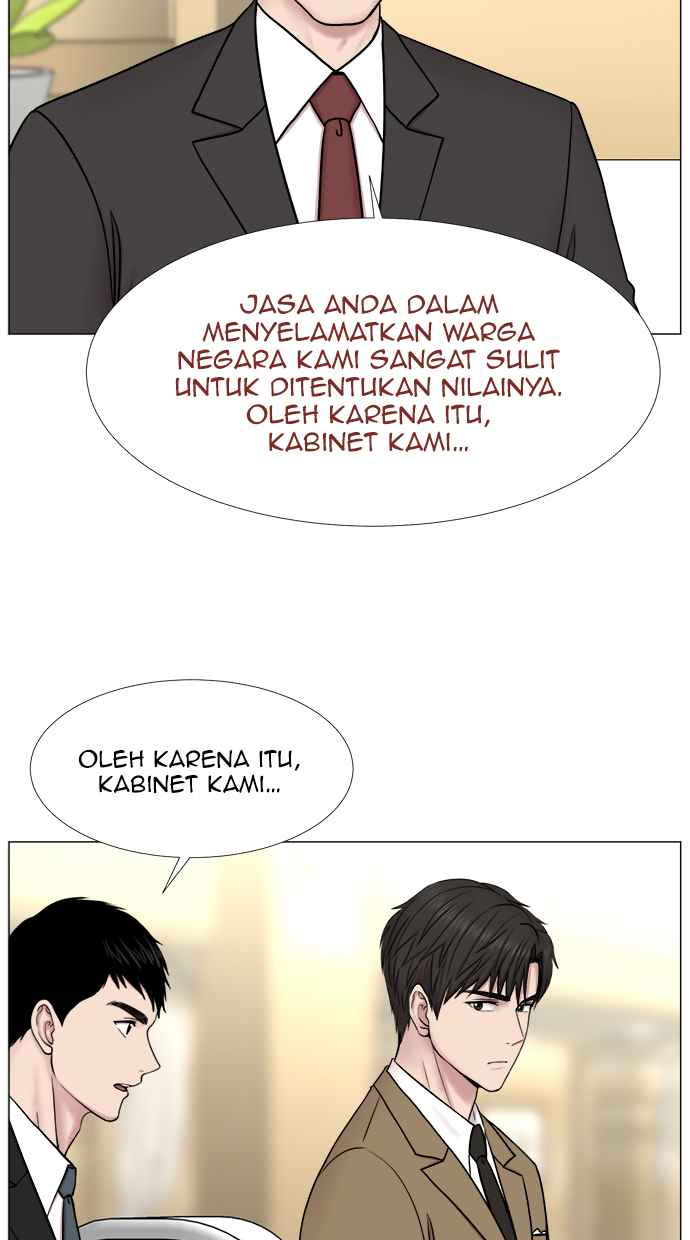 JASA ANDA DALAM
MENYELAMATKAN WARGA
NEGARA KAMI SANGAT SULIT
UNTUK DITENTUKAN NILAINYA.
OLEH KARENA ITU,
KABINET KAMI...
OLEH KARENA ITU,
KABINET KAMI...